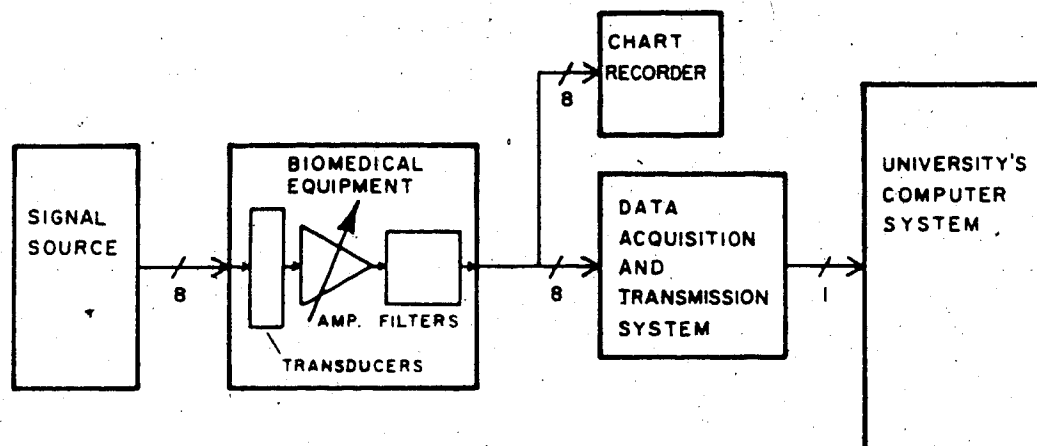 SIGNAL
SOURCE
8
BIOMEDICAL
EQUIPMENT
AMP. FILTERS
TRANSDUCERS
8
CHART
RECORDER
8
DATA
ACQUISITION
AND
TRANSMISSION
SYSTEM
1
UNIVERSITY'S
COMPUTER
SYSTEM